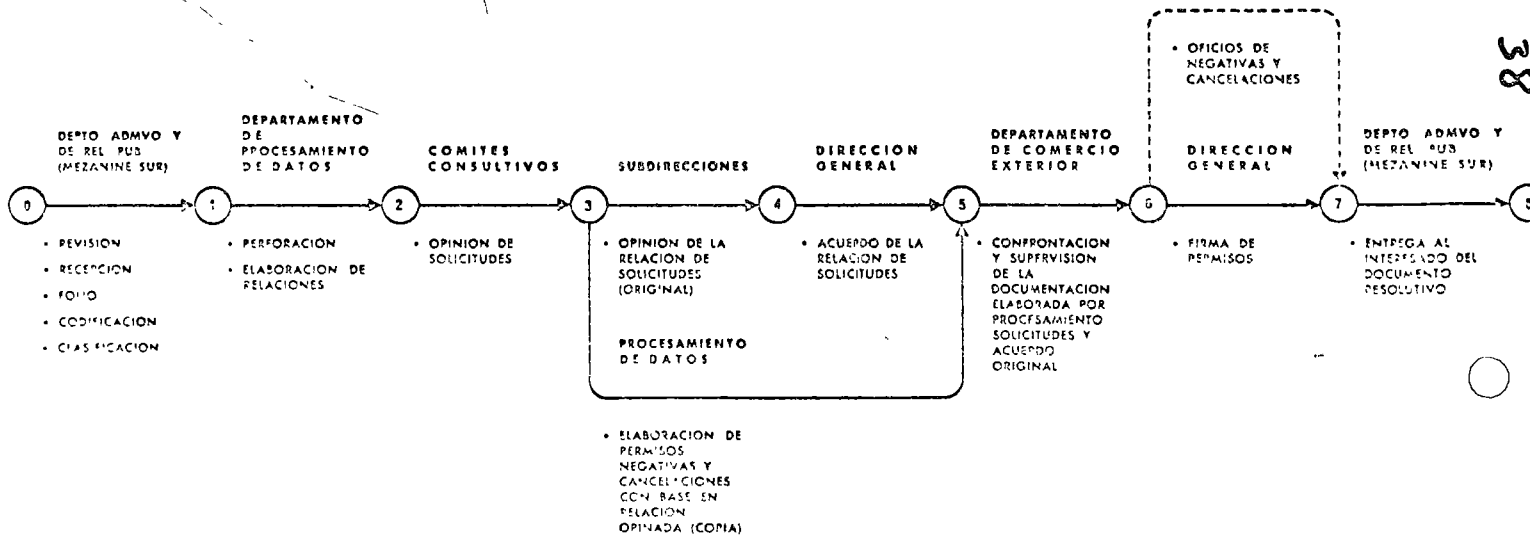 38
• OFICIOS DE
NEGATIVAS Y
CANCELACIONES
DEPTO ADMVO Y
DE REL PUB
(MEZANINE SUR)
DEPARTAMENTO
DE
PROCESAMIENTO
DE DATOS
COMITES
CONSULTIVOS
SUBDIRECCIONES
DIRECCION
GENERAL
DEPARTAMENTO
DE COMERCIO
EXTERIOR
DIRECCION
GENERAL
DEPTO ADMVO Y
DE REL PUB
(MEZANINE SUR)
0 1 2 3 4 5 6 7 8
• REVISION
• RECEPCION
• FOLIO
• CODIFICACION
• CLASIFICACION
• PERFORACION
• ELABORACION DE
RELACIONES
• OPINION DE
SOLICITUDES
• OPINION DE LA
RELACION DE
SOLICITUDES
(ORIGINAL)
• ACUERDO DE LA
RELACION DE
SOLICITUDES
• CONFRONTACION
Y SUPERVISION
DE LA
DOCUMENTACION
ELABORADA POR
PROCESAMIENTO
SOLICITUDES Y
ACUERDO
ORIGINAL
• FIRMA DE
PERMISOS
• ENTREGA AL
INTERESADO DEL
DOCUMENTO
RESOLUTIVO
PROCESAMIENTO
DE DATOS
• ELABORACION DE
PERMISOS
NEGATIVAS Y
CANCELACIONES
CON BASE EN
RELACION
OPINADA (COPIA)